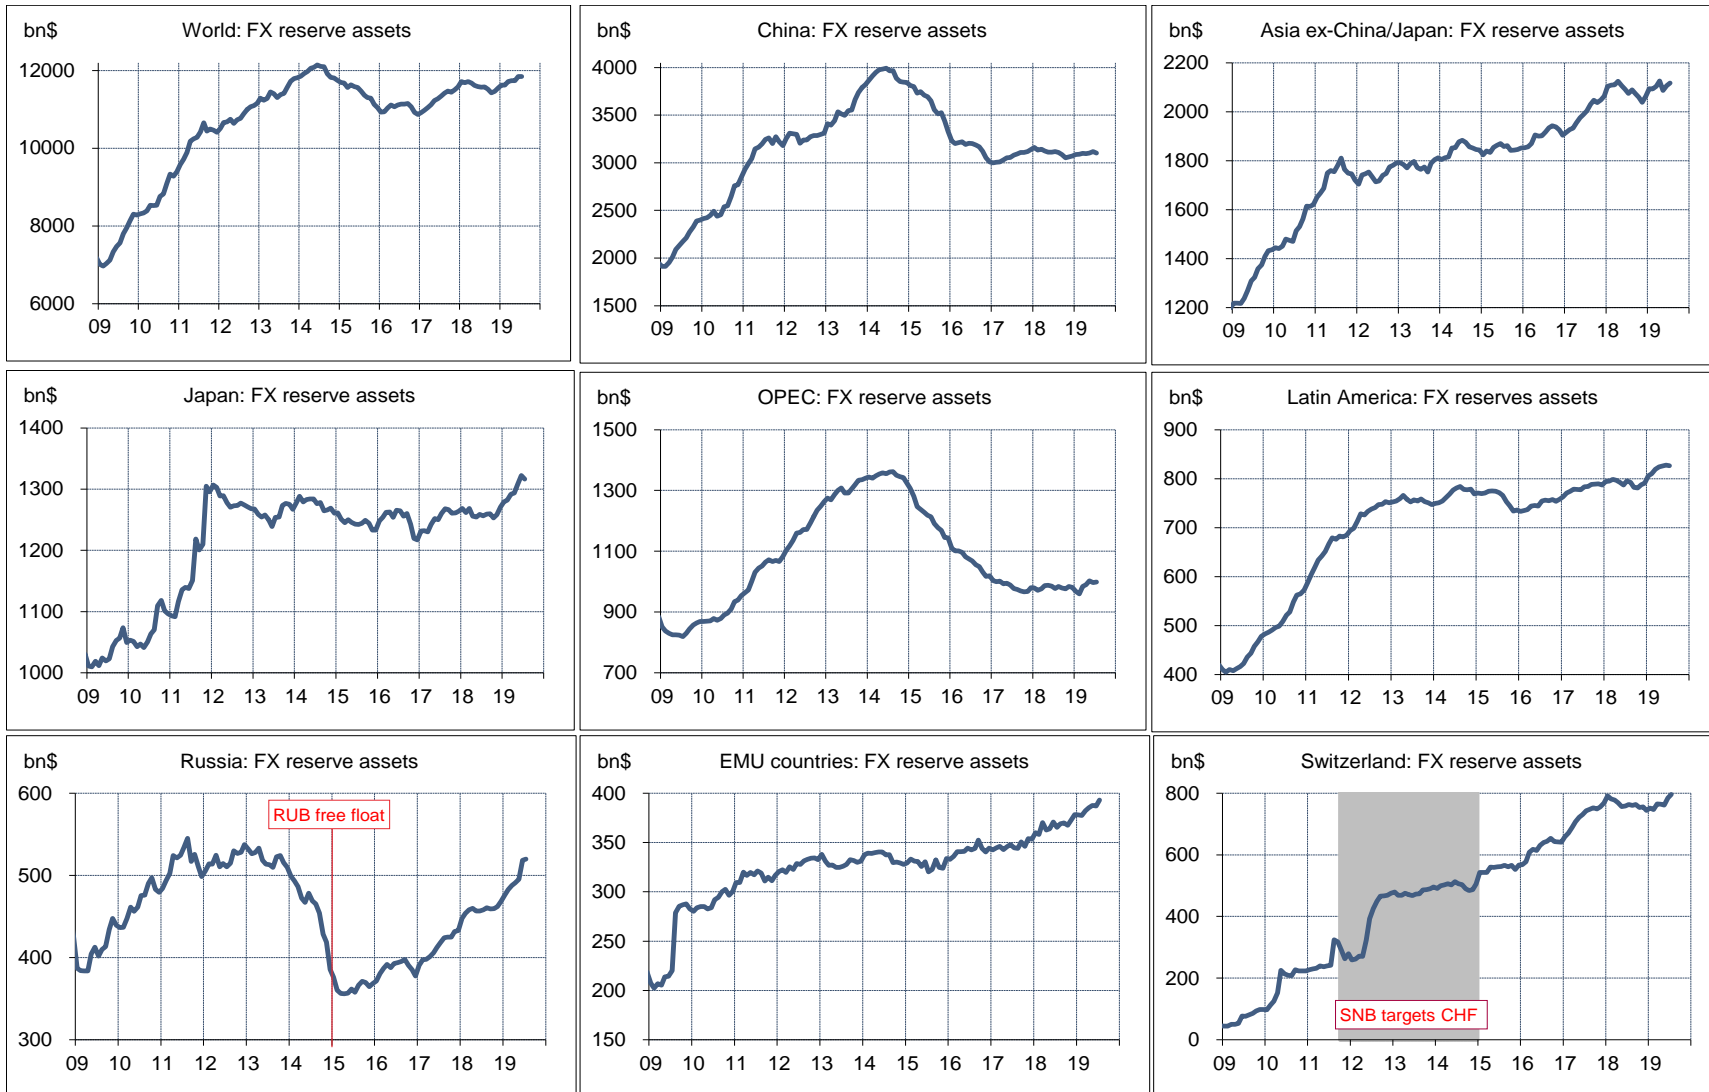 bn$ World: FX reserve assets
12000
10000
8000
6000
09 10 11 12 13 14 15 16 17 18 19
bn$ China: FX reserve assets
4000
3500
3000
2500
2000
1500
09 10 11 12 13 14 15 16 17 18 19
bn$ Asia ex-China/Japan: FX reserve assets
2200
2000
1800
1600
1400
1200
09 10 11 12 13 14 15 16 17 18 19
bn$ Japan: FX reserve assets
1400
1300
1200
1100
1000
09 10 11 12 13 14 15 16 17 18 19
bn$ OPEC: FX reserve assets
1500
1300
1100
900
700
09 10 11 12 13 14 15 16 17 18 19
bn$ Latin America: FX reserves assets
900
800
700
600
500
400
09 10 11 12 13 14 15 16 17 18 19
bn$ Russia: FX reserve assets
600
RUB free float
500
400
300
09 10 11 12 13 14 15 16 17 18 19
bn$ EMU countries: FX reserve assets
400
350
300
250
200
150
09 10 11 12 13 14 15 16 17 18 19
bn$ Switzerland: FX reserve assets
800
600
400
200
SNB targets CHF
0
09 10 11 12 13 14 15 16 17 18 19